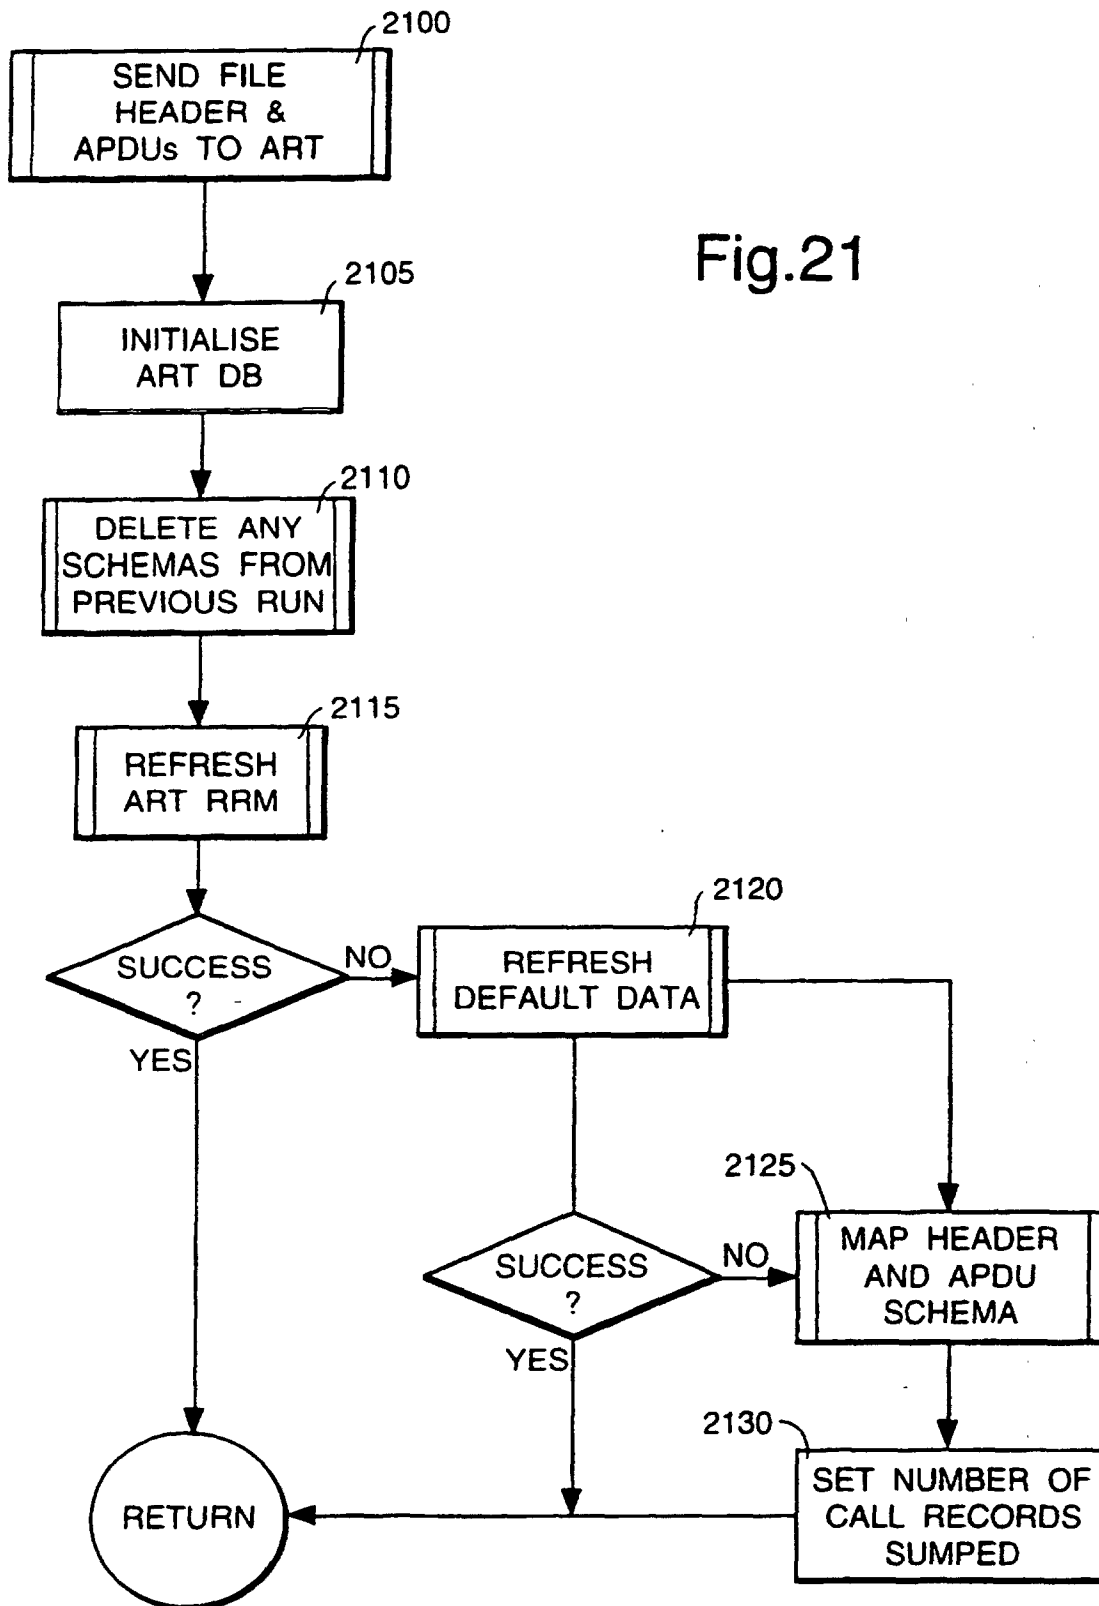 2100
SEND FILE
HEADER &
APDUs TO ART
Fig.21
2105
INITIALISE
ART DB
2110
DELETE ANY
SCHEMAS FROM
PREVIOUS RUN
2115
REFRESH
ART RRM
2120
SUCCESS
?
NO
REFRESH
DEFAULT DATA
YES
2125
SUCCESS
?
NO
MAP HEADER
AND APDU
SCHEMA
YES
2130
RETURN
SET NUMBER OF
CALL RECORDS
SUMPED